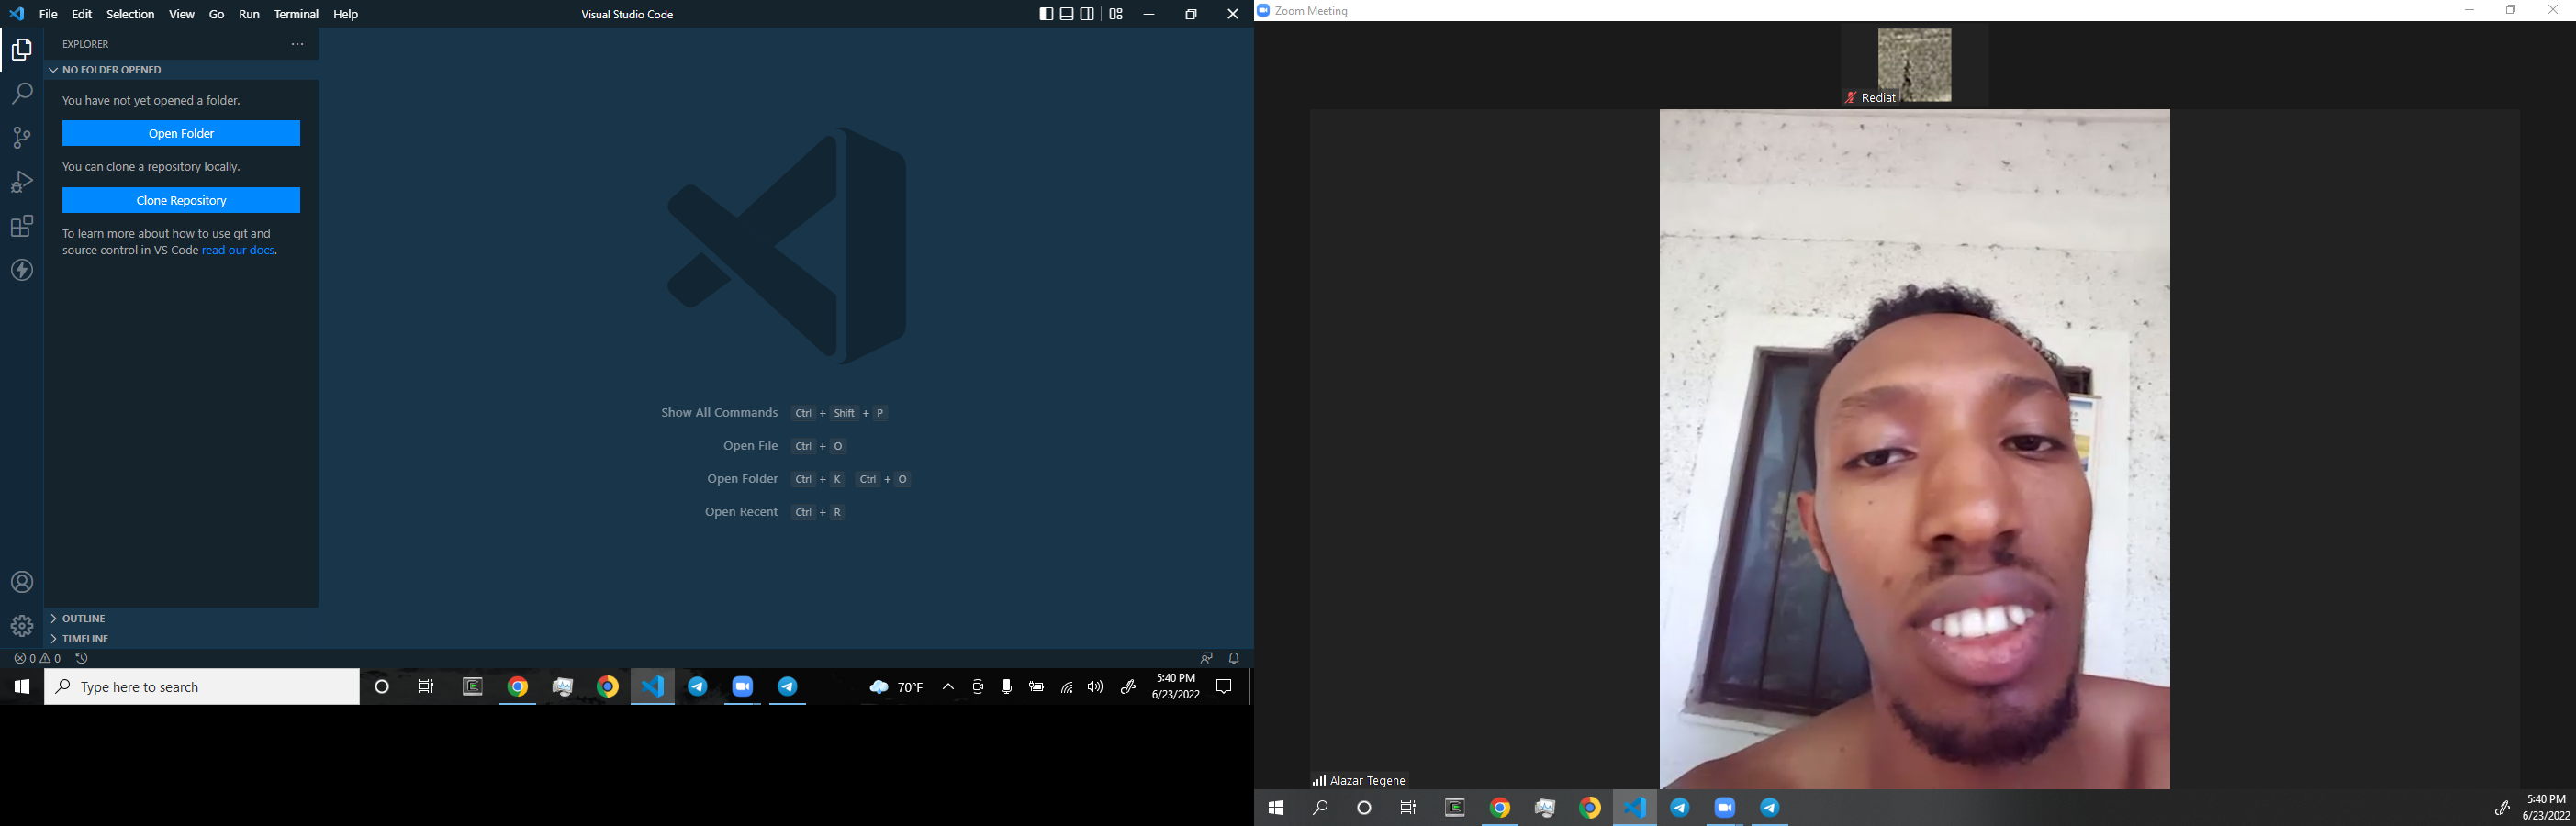 File Edit Selection View Go Run Terminal Help
Visual Studio Code
EXPLORER
NO FOLDER OPENED
You have not yet opened a folder.
Open Folder
You can clone a repository locally.
Clone Repository
To learn more about how to use git and
source control in VS Code read our docs.
Show All Commands Ctrl + Shift + P
Open File Ctrl + O
Open Folder Ctrl + K Ctrl + O
Open Recent Ctrl + R
OUTLINE
TIMELINE
0 0
Type here to search
70°F
5:40 PM
6/23/2022
Zoom Meeting
Rediat
Alazar Tegene
5:40 PM
6/23/2022